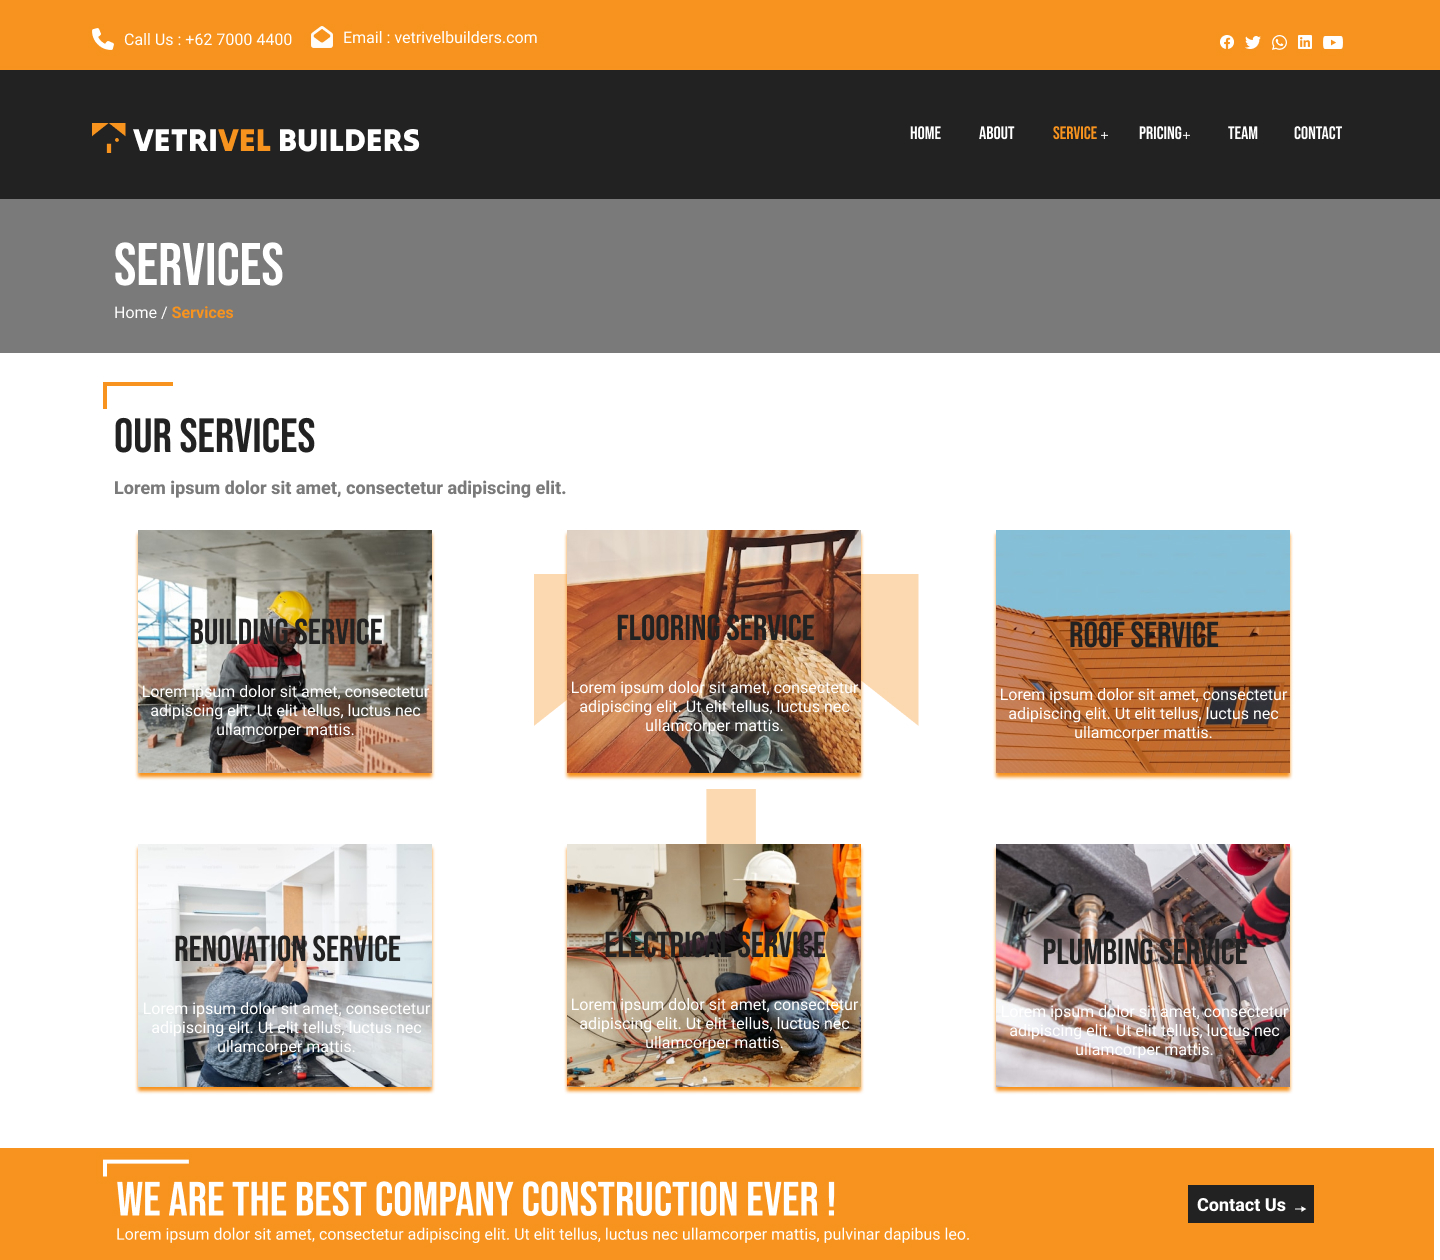 Call Us : +62 7000 4400
Email : vetrivelbuilders.com
VETRIVEL BUILDERS
HOME ABOUT SERVICE + PRICING+ TEAM CONTACT
SERVICES
Home / Services
OUR SERVICES
Lorem ipsum dolor sit amet, consectetur adipiscing elit.
BUILDING SERVICE
Lorem ipsum dolor sit amet, consectetur
adipiscing elit. Ut elit tellus, luctus nec
ullamcorper mattis.
FLOORING SERVICE
Lorem ipsum dolor sit amet, consectetur
adipiscing elit. Ut elit tellus, luctus nec
ullamcorper mattis.
ROOF SERVICE
Lorem ipsum dolor sit amet, consectetur
adipiscing elit. Ut elit tellus, luctus nec
ullamcorper mattis.
RENOVATION SERVICE
Lorem ipsum dolor sit amet, consectetur
adipiscing elit. Ut elit tellus, luctus nec
ullamcorper mattis.
ELECTRICAL SERVICE
Lorem ipsum dolor sit amet, consectetur
adipiscing elit. Ut elit tellus, luctus nec
ullamcorper mattis.
PLUMBING SERVICE
Lorem ipsum dolor sit amet, consectetur
adipiscing elit. Ut elit tellus, luctus nec
ullamcorper mattis.
WE ARE THE BEST COMPANY CONSTRUCTION EVER !
Lorem ipsum dolor sit amet, consectetur adipiscing elit. Ut elit tellus, luctus nec ullamcorper mattis, pulvinar dapibus leo.
Contact Us →